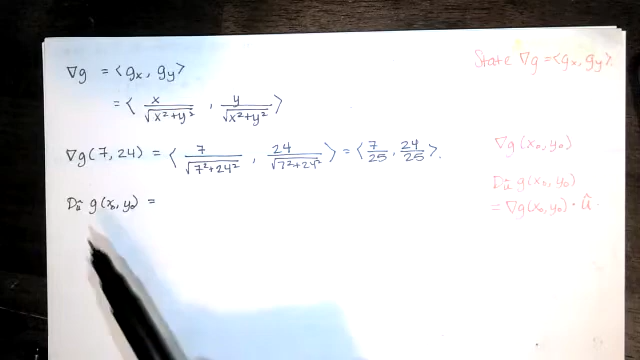 ∇g = ⟨gx, gy⟩
= ⟨ x/√(x²+y²) , y/√(x²+y²) ⟩
∇g(7, 24) = ⟨ 7/√(7²+24²) , 24/√(7²+24²) ⟩ = ⟨ 7/25 , 24/25 ⟩.
Dû g(x₀, y₀) =
State ∇g = ⟨gx, gy⟩.
∇g(x₀, y₀)
Dû g(x₀, y₀)
= ∇g(x₀, y₀) · û